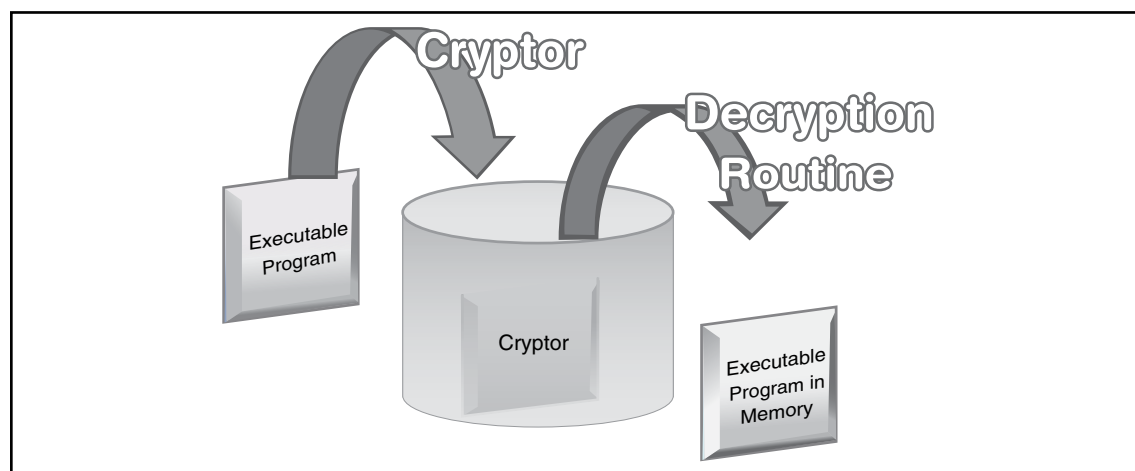 Cryptor
Decryption
Routine
Executable
Program
Cryptor
Executable
Program in
Memory